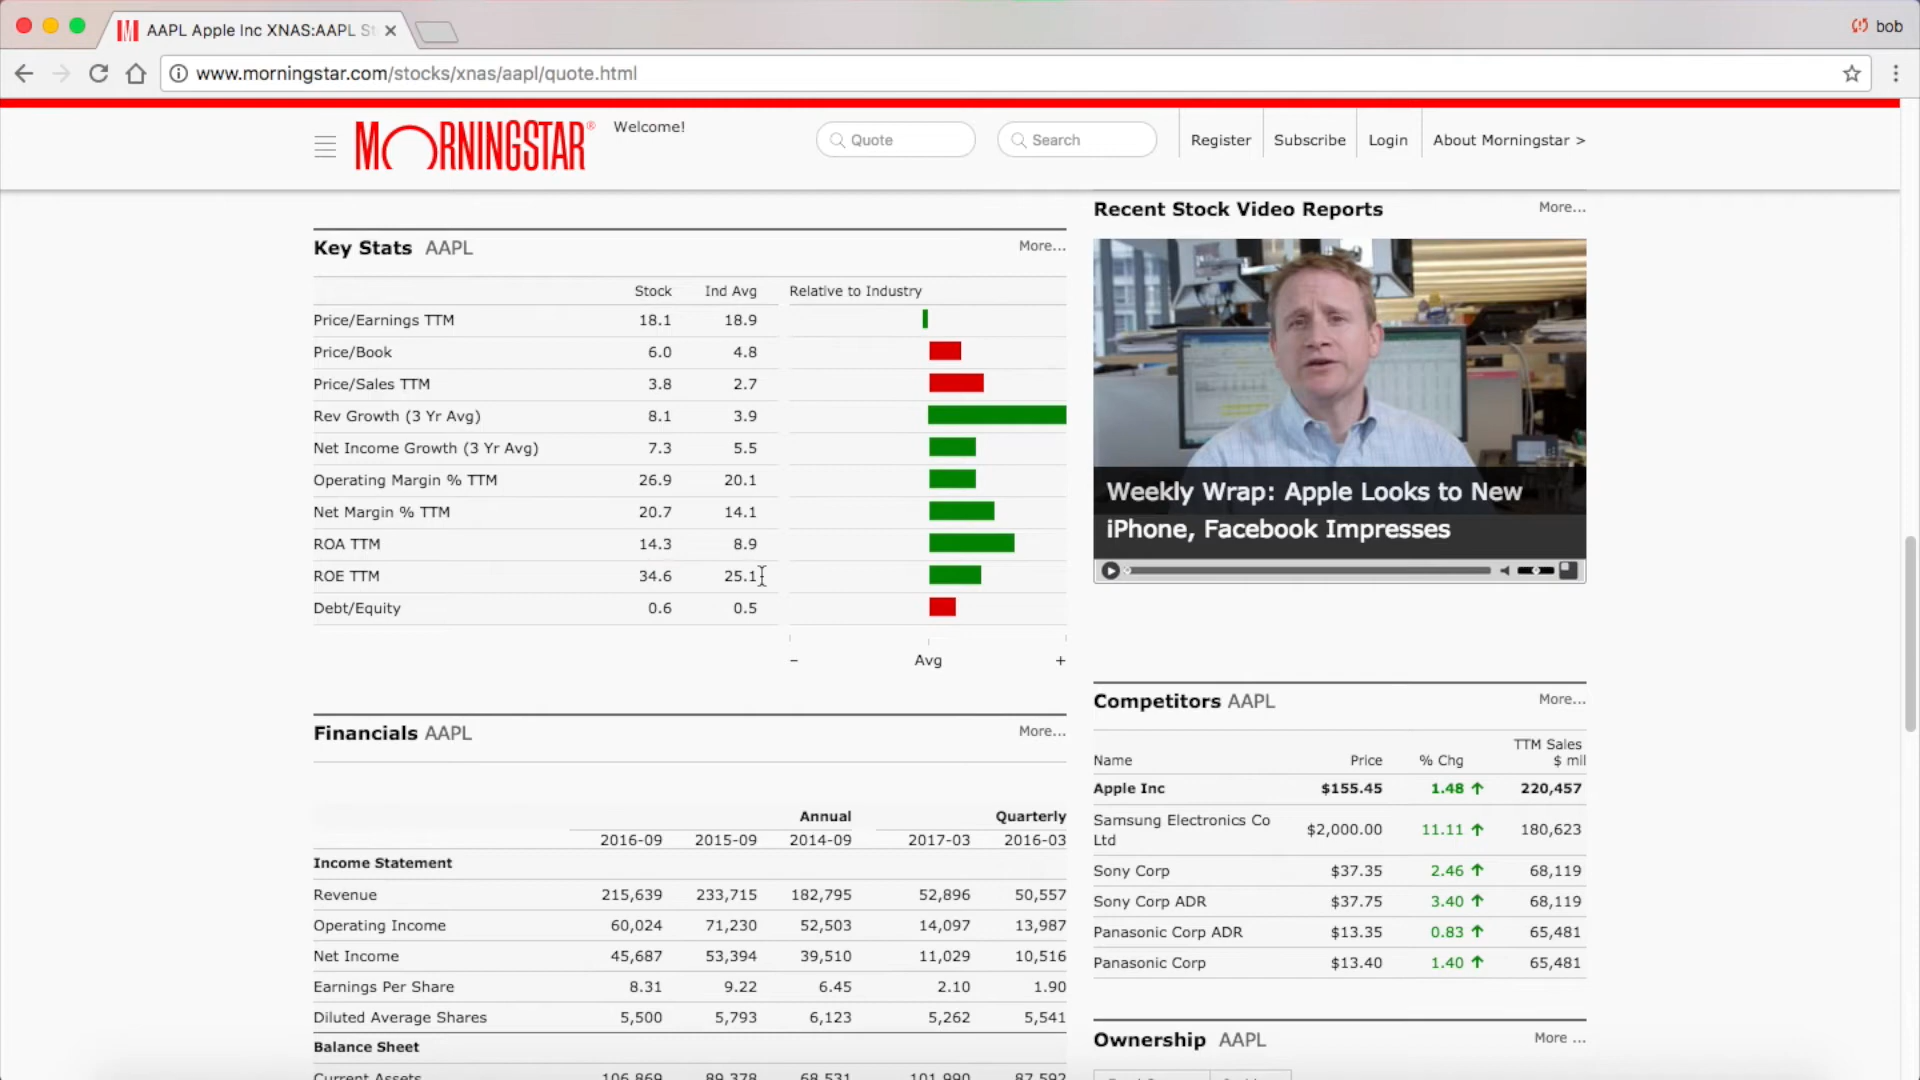 AAPL Apple Inc XNAS:AAPL St
bob
www.morningstar.com/stocks/xnas/aapl/quote.html
MORNINGSTAR®
Welcome!
Quote
Search
Register
Subscribe
Login
About Morningstar >
Key Stats AAPL
More...
Stock Ind Avg Relative to Industry
Price/Earnings TTM 18.1 18.9
Price/Book 6.0 4.8
Price/Sales TTM 3.8 2.7
Rev Growth (3 Yr Avg) 8.1 3.9
Net Income Growth (3 Yr Avg) 7.3 5.5
Operating Margin % TTM 26.9 20.1
Net Margin % TTM 20.7 14.1
ROA TTM 14.3 8.9
ROE TTM 34.6 25.1
Debt/Equity 0.6 0.5
– Avg +
Financials AAPL
More...
Annual Quarterly
2016-09 2015-09 2014-09 2017-03 2016-03
Income Statement
Revenue 215,639 233,715 182,795 52,896 50,557
Operating Income 60,024 71,230 52,503 14,097 13,987
Net Income 45,687 53,394 39,510 11,029 10,516
Earnings Per Share 8.31 9.22 6.45 2.10 1.90
Diluted Average Shares 5,500 5,793 6,123 5,262 5,541
Balance Sheet
Current Assets 106,869 89,378 68,531 101,990 87,592
Recent Stock Video Reports
More...
Weekly Wrap: Apple Looks to New
iPhone, Facebook Impresses
Competitors AAPL
More...
TTM Sales
Name Price % Chg $ mil
Apple Inc $155.45 1.48 220,457
Samsung Electronics Co
Ltd $2,000.00 11.11 180,623
Sony Corp $37.35 2.46 68,119
Sony Corp ADR $37.75 3.40 68,119
Panasonic Corp ADR $13.35 0.83 65,481
Panasonic Corp $13.40 1.40 65,481
Ownership AAPL
More ...